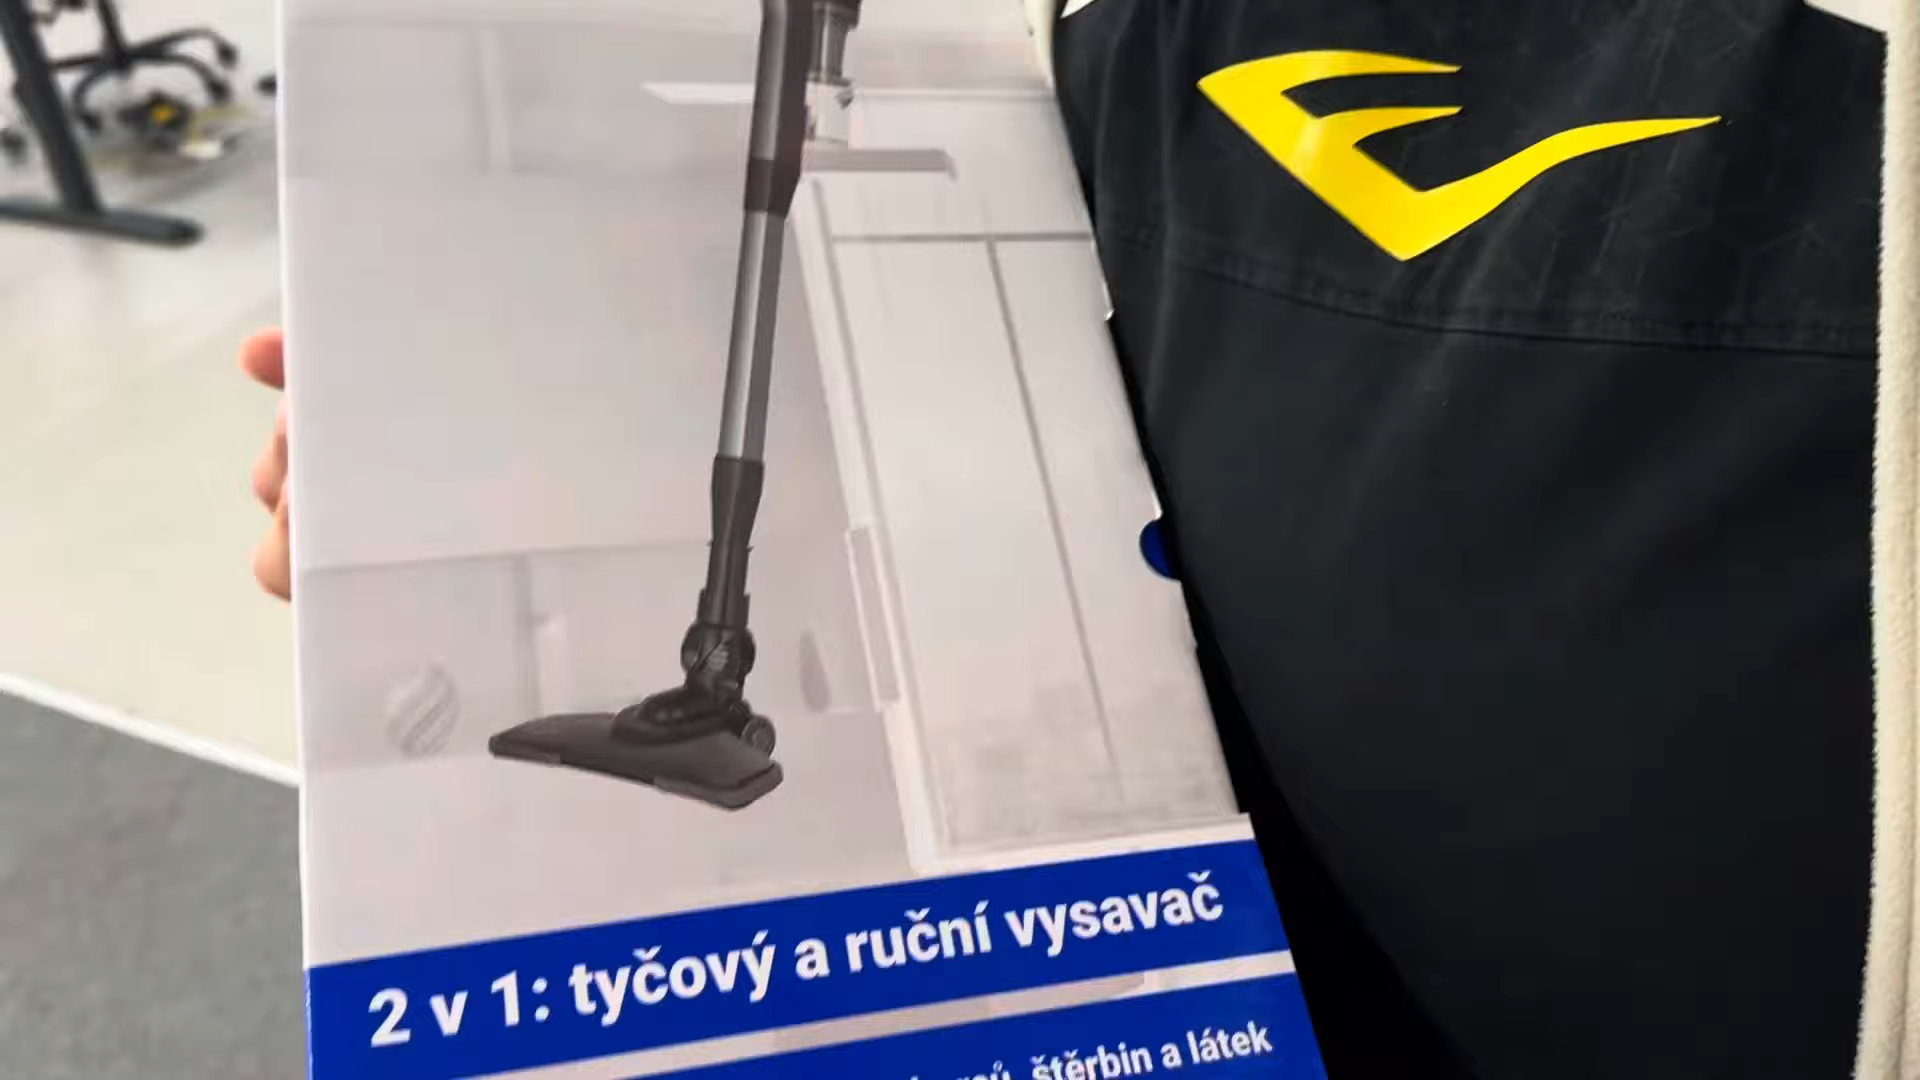 2 v 1: tyčový a ruční vysavač
štěrbin a látek